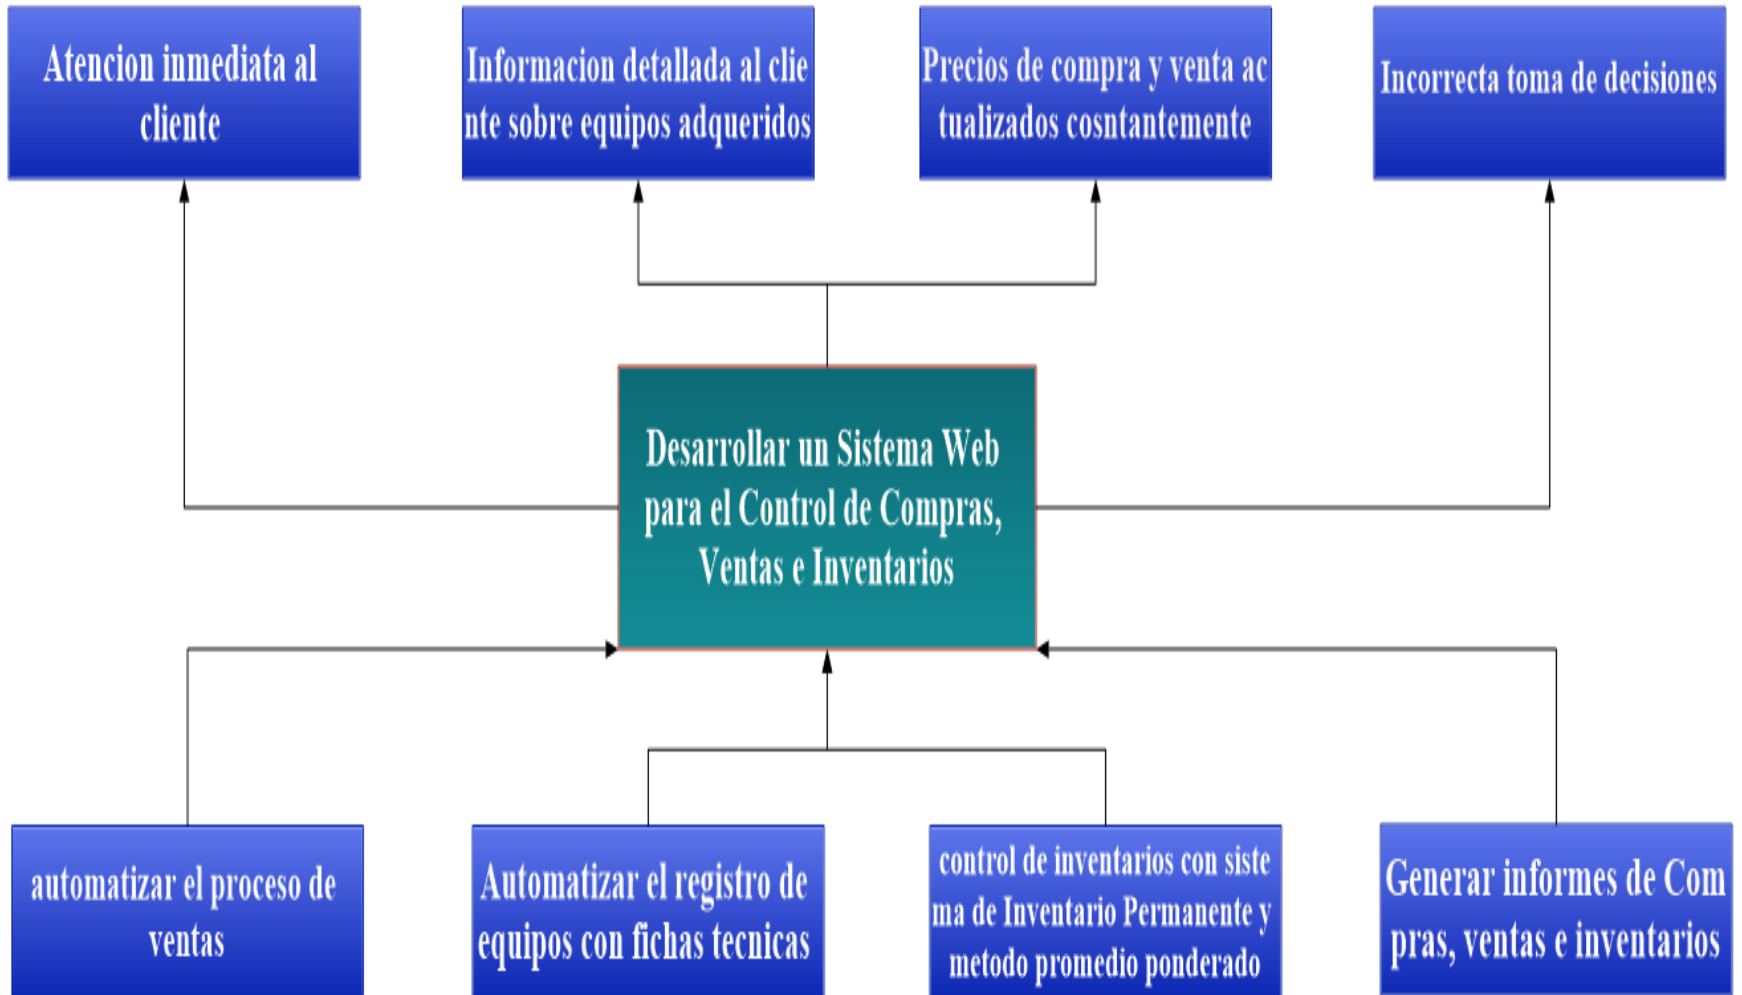 Atencion inmediata al
cliente
Informacion detallada al clie
nte sobre equipos adqueridos
Precios de compra y venta ac
tualizados cosntantemente
Incorrecta toma de decisiones
Desarrollar un Sistema Web
para el Control de Compras,
Ventas e Inventarios
automatizar el proceso de
ventas
Automatizar el registro de
equipos con fichas tecnicas
control de inventarios con siste
ma de Inventario Permanente y
metodo promedio ponderado
Generar informes de Com
pras, ventas e inventarios